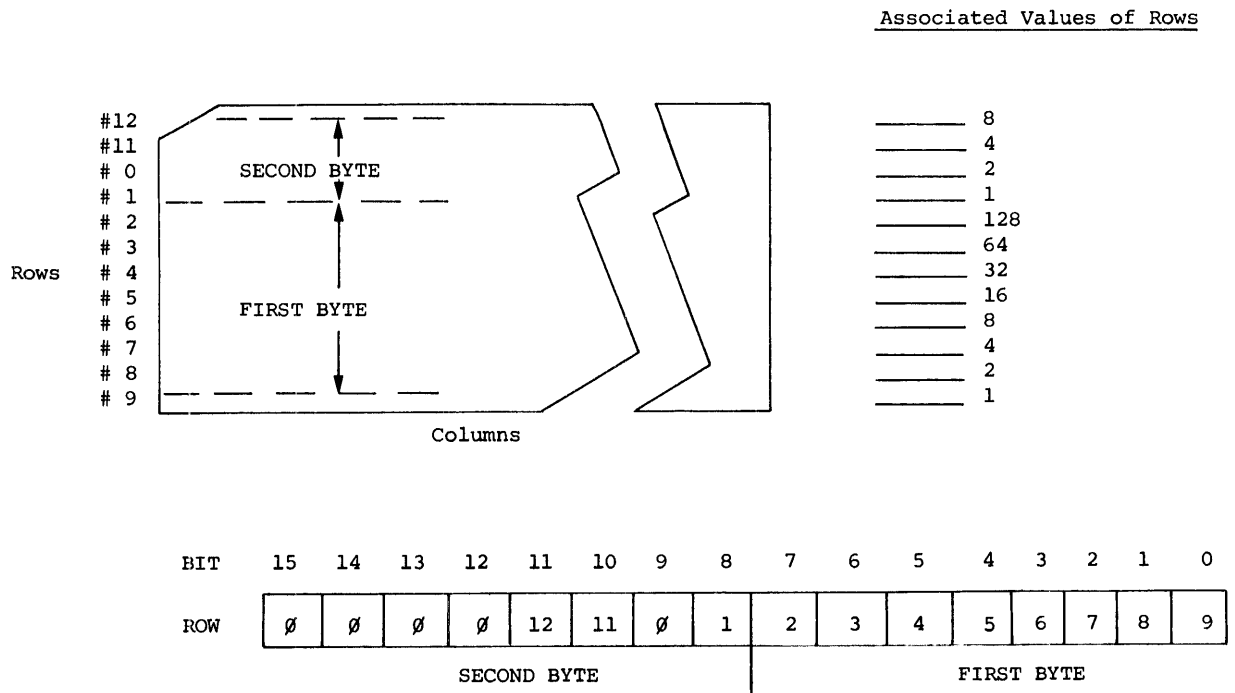 Associated Values of Rows
#12 8
#11 4
# 0 SECOND BYTE 2
# 1 1
# 2 128
# 3 64
Rows # 4 32
# 5 16
# 6 FIRST BYTE 8
# 7 4
# 8 2
# 9 1
Columns
BIT 15 14 13 12 11 10 9 8 7 6 5 4 3 2 1 0
ROW Ø Ø Ø Ø 12 11 Ø 1 2 3 4 5 6 7 8 9
SECOND BYTE FIRST BYTE